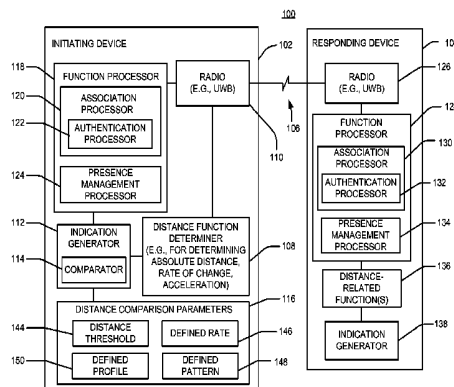 100
INITIATING DEVICE
102
RESPONDING DEVICE
10
118
FUNCTION PROCESSOR
RADIO
(E.G., UWB)
RADIO
(E.G., UWB)
126
120
ASSOCIATION
PROCESSOR
106
110
12
FUNCTION
PROCESSOR
122
AUTHENTICATION
PROCESSOR
ASSOCIATION
PROCESSOR
130
AUTHENTICATION
PROCESSOR
132
124
PRESENCE
MANAGEMENT
PROCESSOR
PRESENCE
MANAGEMENT
PROCESSOR
134
112
INDICATION
GENERATOR
DISTANCE FUNCTION
DETERMINER
(E.G., FOR DETERMINING
ABSOLUTE DISTANCE,
RATE OF CHANGE,
ACCELERATION)
108
114
COMPARATOR
DISTANCE-
RELATED
FUNCTION(S)
136
DISTANCE COMPARISON PARAMETERS
116
144
DISTANCE
THRESHOLD
DEFINED RATE
146
INDICATION
GENERATOR
138
150
DEFINED
PROFILE
DEFINED
PATTERN
148